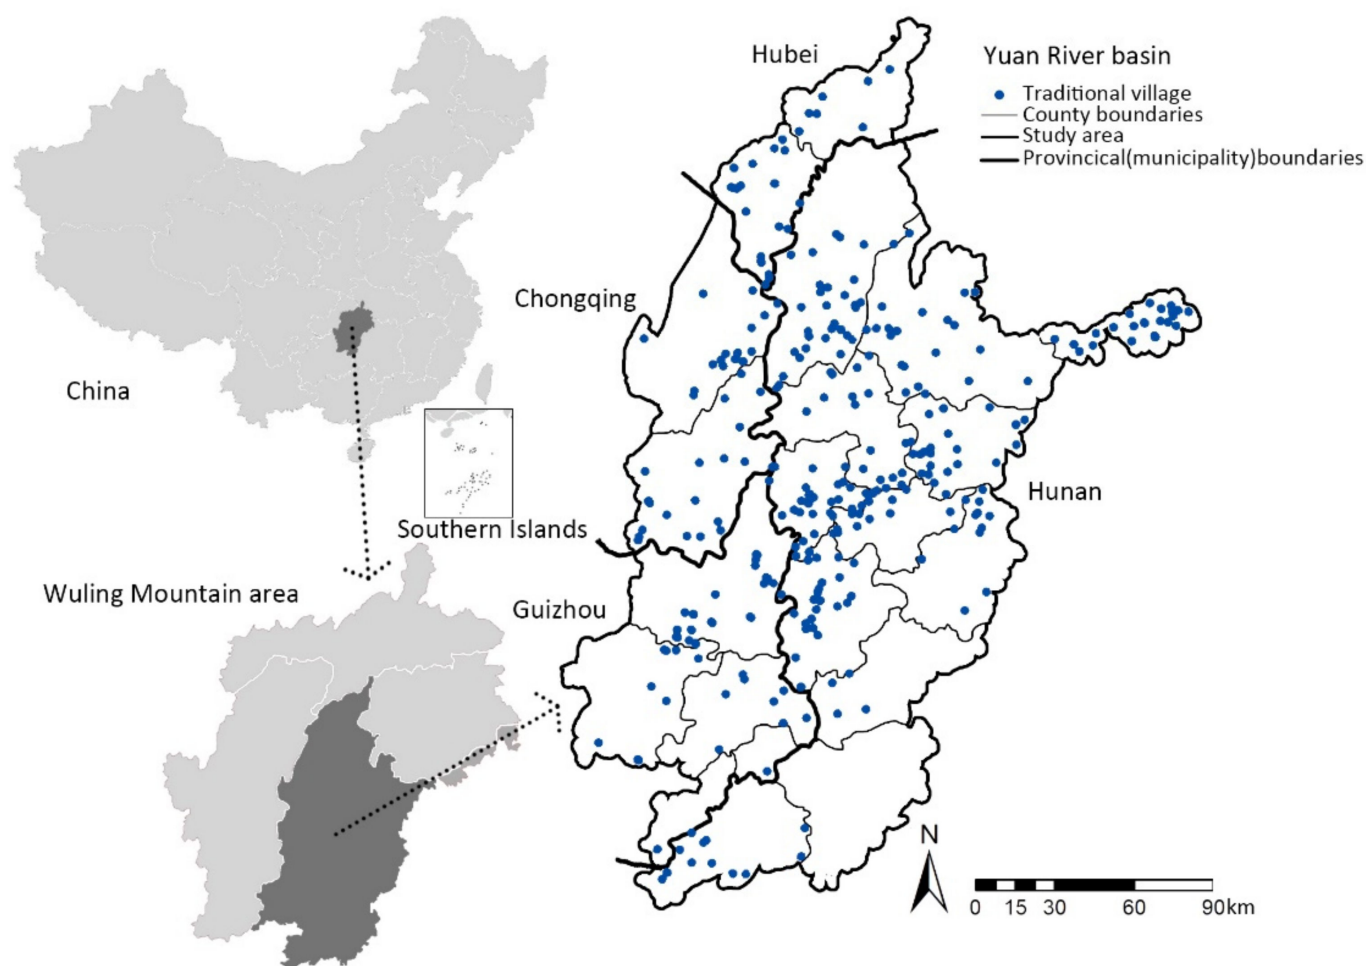 Hubei
Yuan River basin
Traditional village
County boundaries
Study area
Provincical(municipality)boundaries
Chongqing
China
Hunan
Southern Islands
Wuling Mountain area
Guizhou
N
0 15 30 60 90km